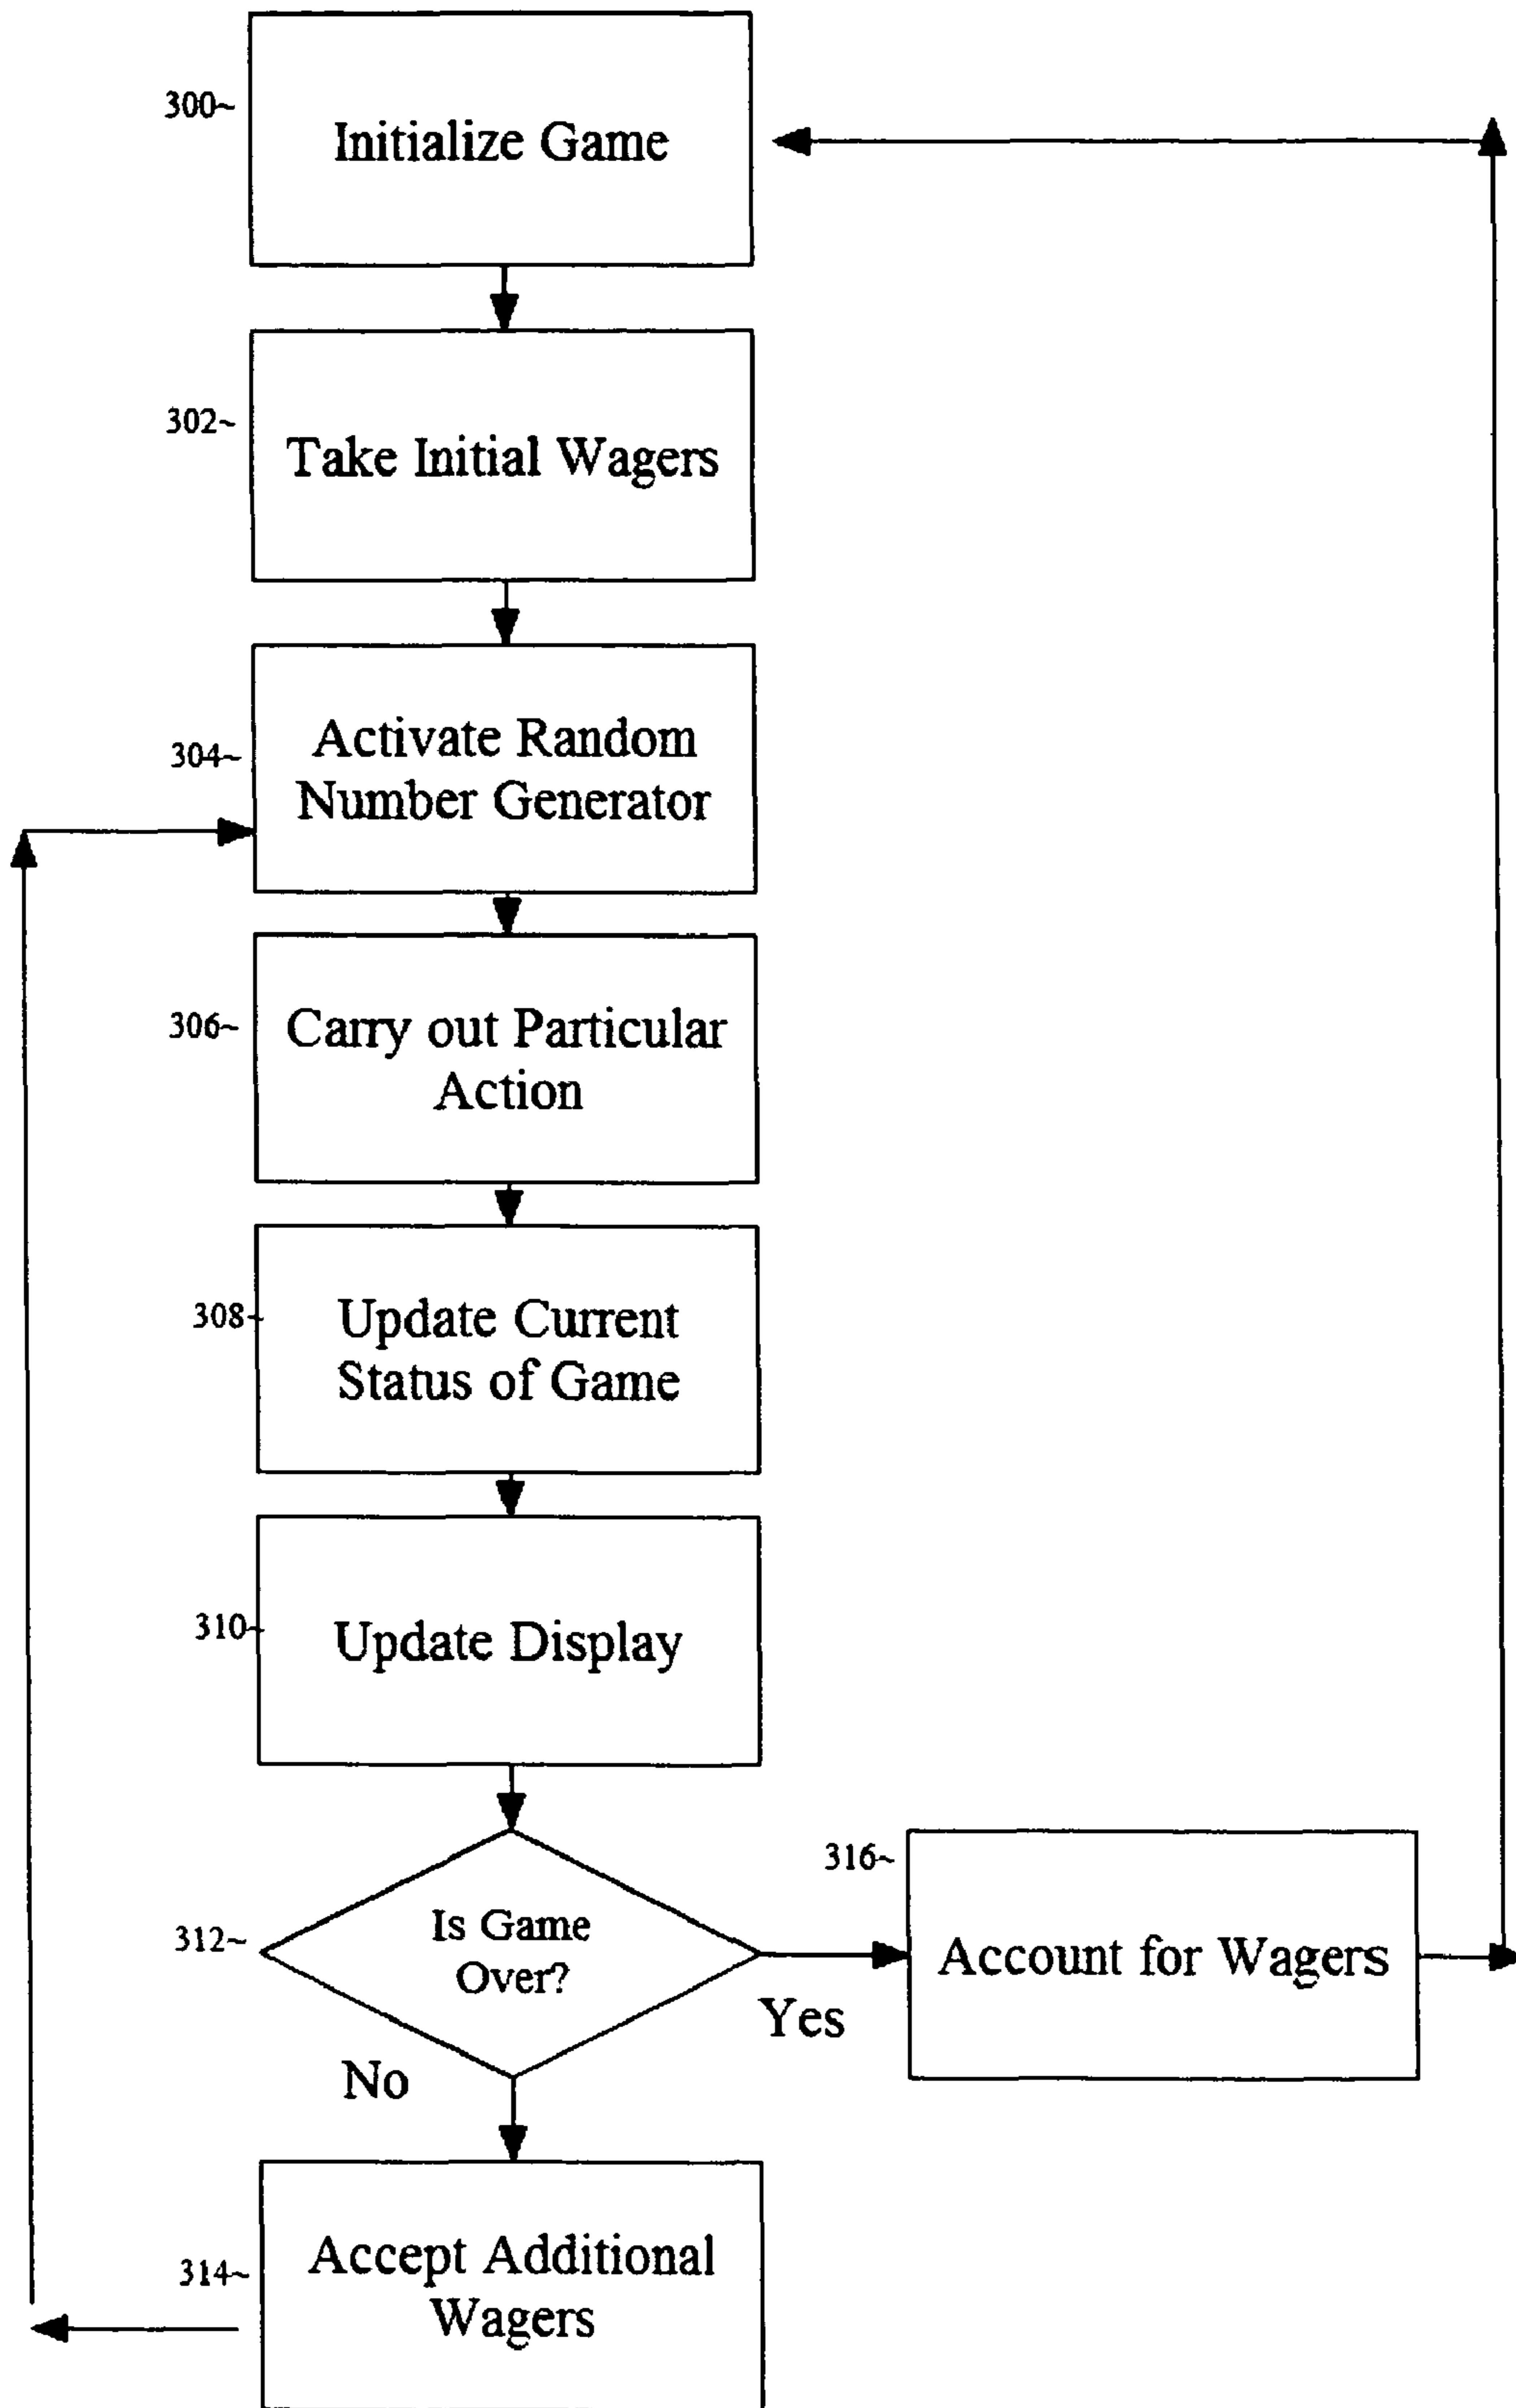 300~
Initialize Game
302~
Take Initial Wagers
304~
Activate Random
Number Generator
306~
Carry out Particular
Action
308~
Update Current
Status of Game
310~
Update Display
312~
Is Game
Over?
Yes
No
316~
Account for Wagers
314~
Accept Additional
Wagers